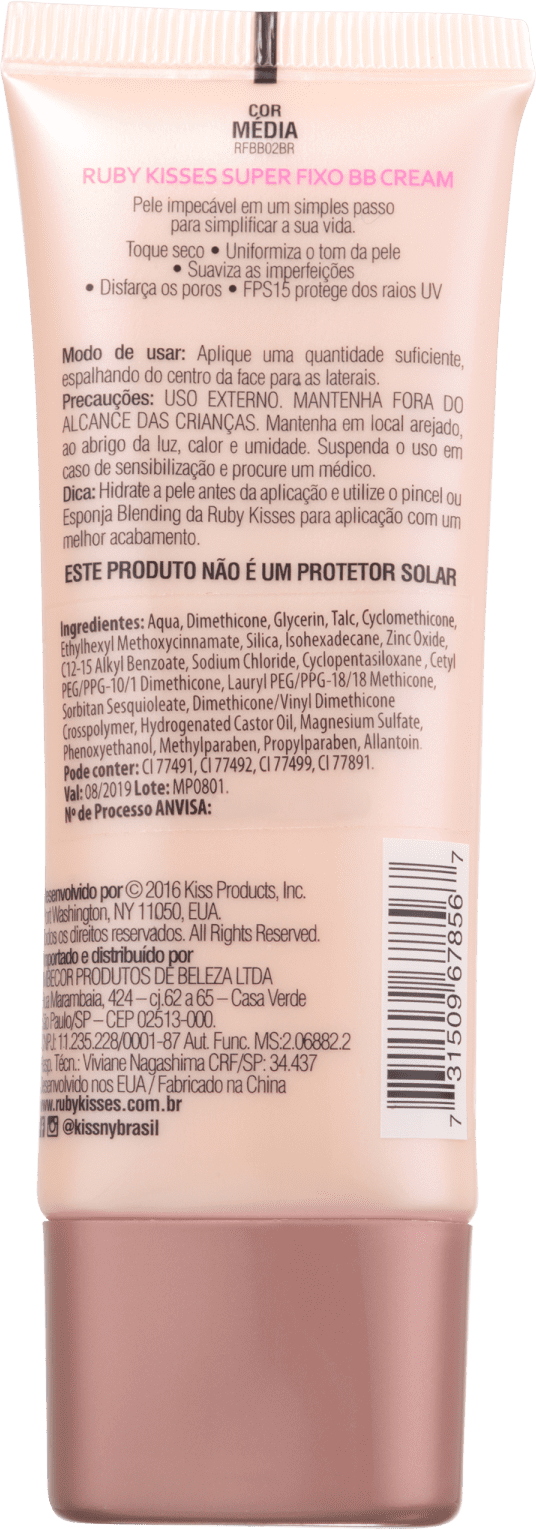 COR
MÉDIA
RFBB02BR
RUBY KISSES SUPER FIXO BB CREAM
Pele impecável em um simples passo
para simplificar a sua vida.
Toque seco • Uniformiza o tom da pele
• Suaviza as imperfeições
• Disfarça os poros • FPS15 protege dos raios UV
Modo de usar: Aplique uma quantidade suficiente,
espalhando do centro da face para as laterais.
Precauções: USO EXTERNO. MANTENHA FORA DO
ALCANCE DAS CRIANÇAS. Mantenha em local arejado,
ao abrigo da luz, calor e umidade. Suspenda o uso em
caso de sensibilização e procure um médico.
Dica: Hidrate a pele antes da aplicação e utilize o pincel ou
Esponja Blending da Ruby Kisses para aplicação com um
melhor acabamento.
ESTE PRODUTO NÃO É UM PROTETOR SOLAR
Ingredientes: Aqua, Dimethicone, Glycerin, Talc, Cyclomethicone,
Ethylhexyl Methoxycinnamate, Silica, Isohexadecane, Zinc Oxide,
C12-15 Alkyl Benzoate, Sodium Chloride, Cyclopentasiloxane , Cetyl
PEG/PPG-10/1 Dimethicone, Lauryl PEG/PPG-18/18 Methicone,
Sorbitan Sesquioleate, Dimethicone/Vinyl Dimethicone
Crosspolymer, Hydrogenated Castor Oil, Magnesium Sulfate,
Phenoxyethanol, Methylparaben, Propylparaben, Allantoin.
Pode conter: CI 77491, CI 77492, CI 77499, CI 77891.
Val: 08/2019 Lote: MP0801.
Nº de Processo ANVISA:
esenvolvido por © 2016 Kiss Products, Inc.
Washington, NY 11050, EUA.
os direitos reservados. All Rights Reserved.
portado e distribuído por
BECOR PRODUTOS DE BELEZA LTDA
Marambaia, 424 – cj.62 a 65 – Casa Verde
Paulo/SP – CEP 02513-000.
11.235.228/0001-87 Aut. Func. MS:2.06882.2
Técn.: Viviane Nagashima CRF/SP: 34.437
esenvolvido nos EUA / Fabricado na China
www.rubykisses.com.br
@kissnybrasil
7 31509 67856 7